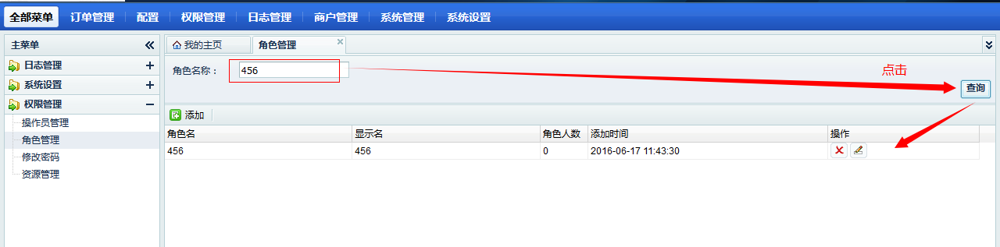 全部菜单 订单管理 配置 权限管理 日志管理 商户管理 系统管理 系统设置
主菜单 我的主页 角色管理
日志管理
系统设置
权限管理
操作员管理
角色管理
修改密码
资源管理
角色名称： 456 点击
查询
添加
角色名 显示名 角色人数 添加时间 操作
456 456 0 2016-06-17 11:43:30